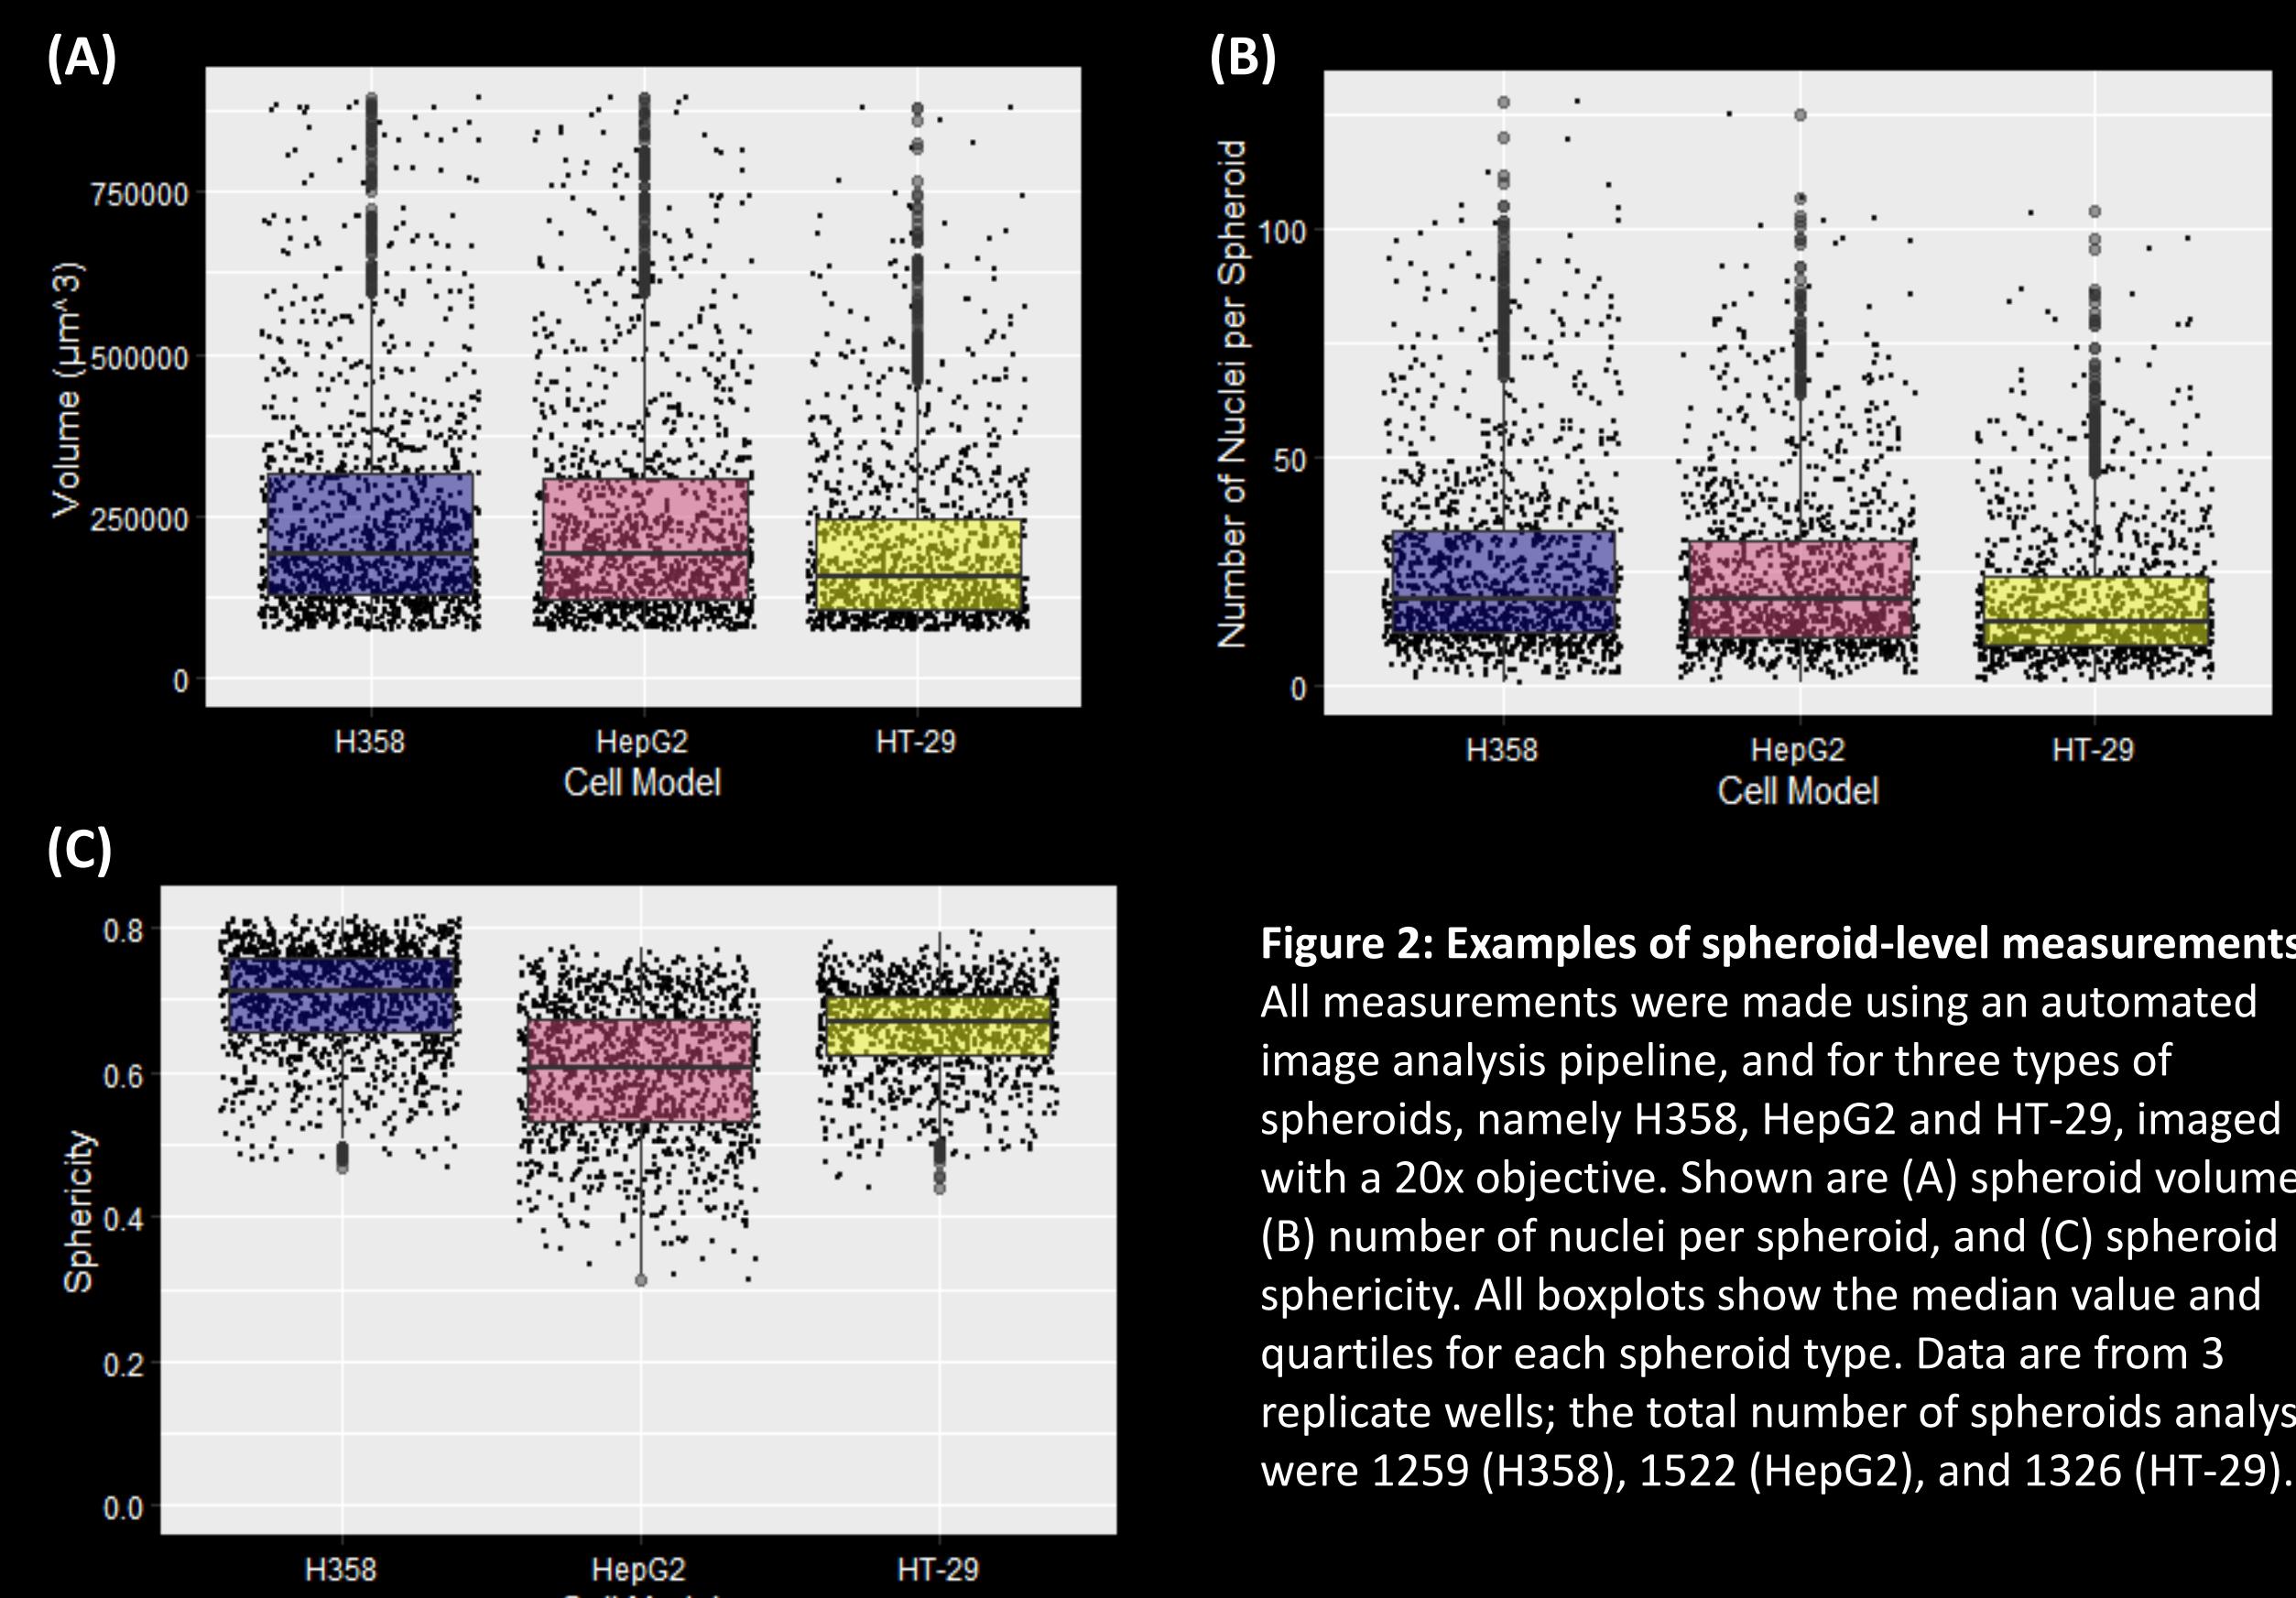 (A)
Volume (µm^3)
750000
500000
250000
0
H358 HepG2 HT-29
Cell Model
(B)
Number of Nuclei per Spheroid
100
50
0
H358 HepG2 HT-29
Cell Model
(C)
Sphericity
0.8
0.6
0.4
0.2
0.0
H358 HepG2 HT-29
Figure 2: Examples of spheroid-level measurements
All measurements were made using an automated
image analysis pipeline, and for three types of
spheroids, namely H358, HepG2 and HT-29, imaged
with a 20x objective. Shown are (A) spheroid volume
(B) number of nuclei per spheroid, and (C) spheroid
sphericity. All boxplots show the median value and
quartiles for each spheroid type. Data are from 3
replicate wells; the total number of spheroids analys
were 1259 (H358), 1522 (HepG2), and 1326 (HT-29).